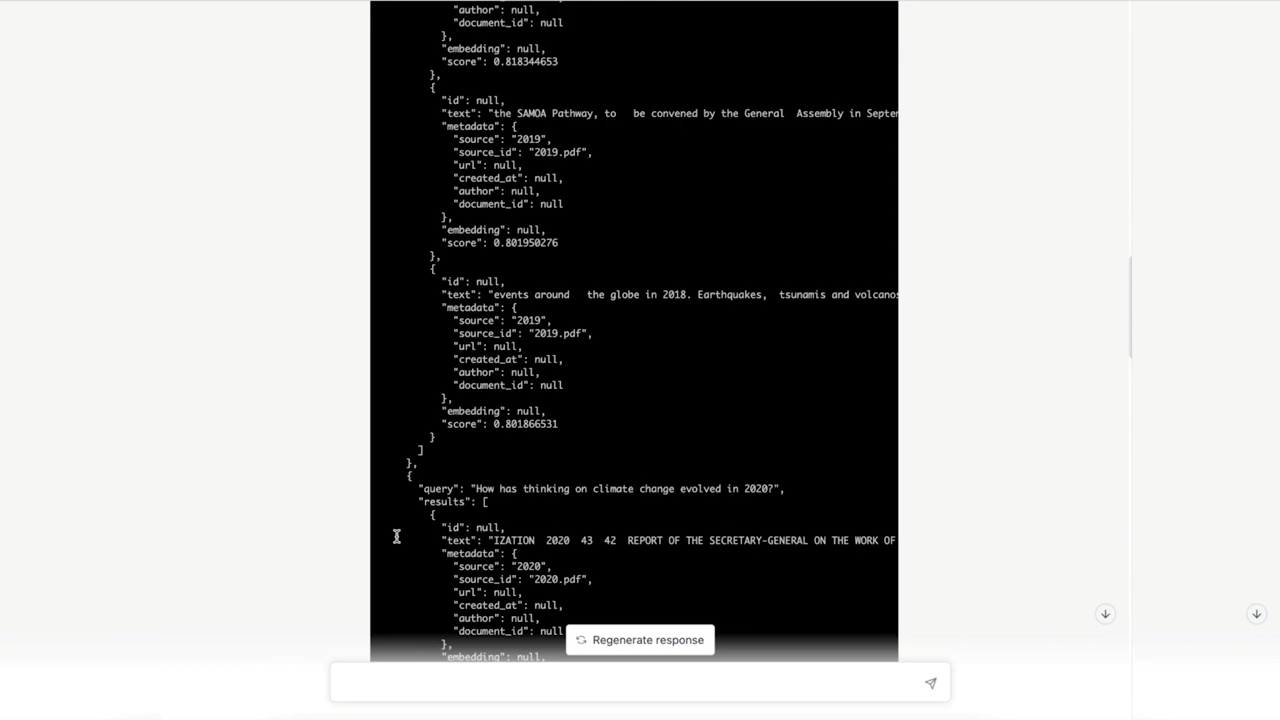 "author": null,
"document_id": null
},
"embedding": null,
"score": 0.818344653
},
{
"id": null,
"text": "the SAMOA Pathway, to   be convened by the General  Assembly in Septem
"metadata": {
"source": "2019",
"source_id": "2019.pdf",
"url": null,
"created_at": null,
"author": null,
"document_id": null
},
"embedding": null,
"score": 0.801950276
},
{
"id": null,
"text": "events around   the globe in 2018. Earthquakes,  tsunamis and volcanos
"metadata": {
"source": "2019",
"source_id": "2019.pdf",
"url": null,
"created_at": null,
"author": null,
"document_id": null
},
"embedding": null,
"score": 0.801866531
}
]
},
{
"query": "How has thinking on climate change evolved in 2020?",
"results": [
{
"id": null,
"text": "IZATION  2020  43  42  REPORT OF THE SECRETARY-GENERAL ON THE WORK OF
"metadata": {
"source": "2020",
"source_id": "2020.pdf",
"url": null,
"created_at": null,
"author": null,
"document_id": null
},
"embedding": null,
Regenerate response